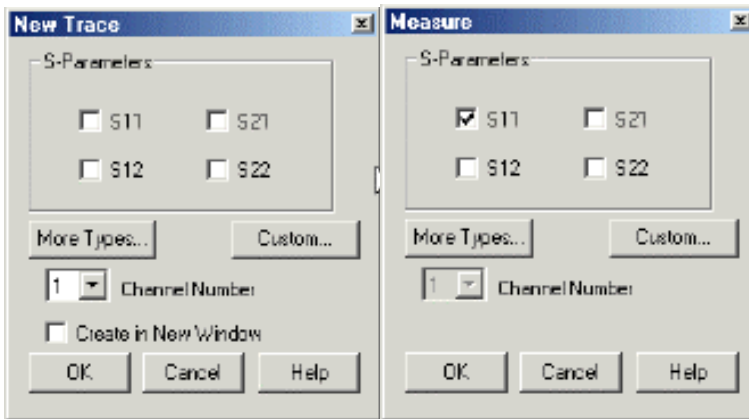 New Trace
S-Parameters
S11 S21
S12 S22
More Types... Custom...
1 Channel Number
Create in New Window
OK Cancel Help
Measure
S-Parameters
S11 S21
S12 S22
More Types... Custom...
1 Channel Number
OK Cancel Help